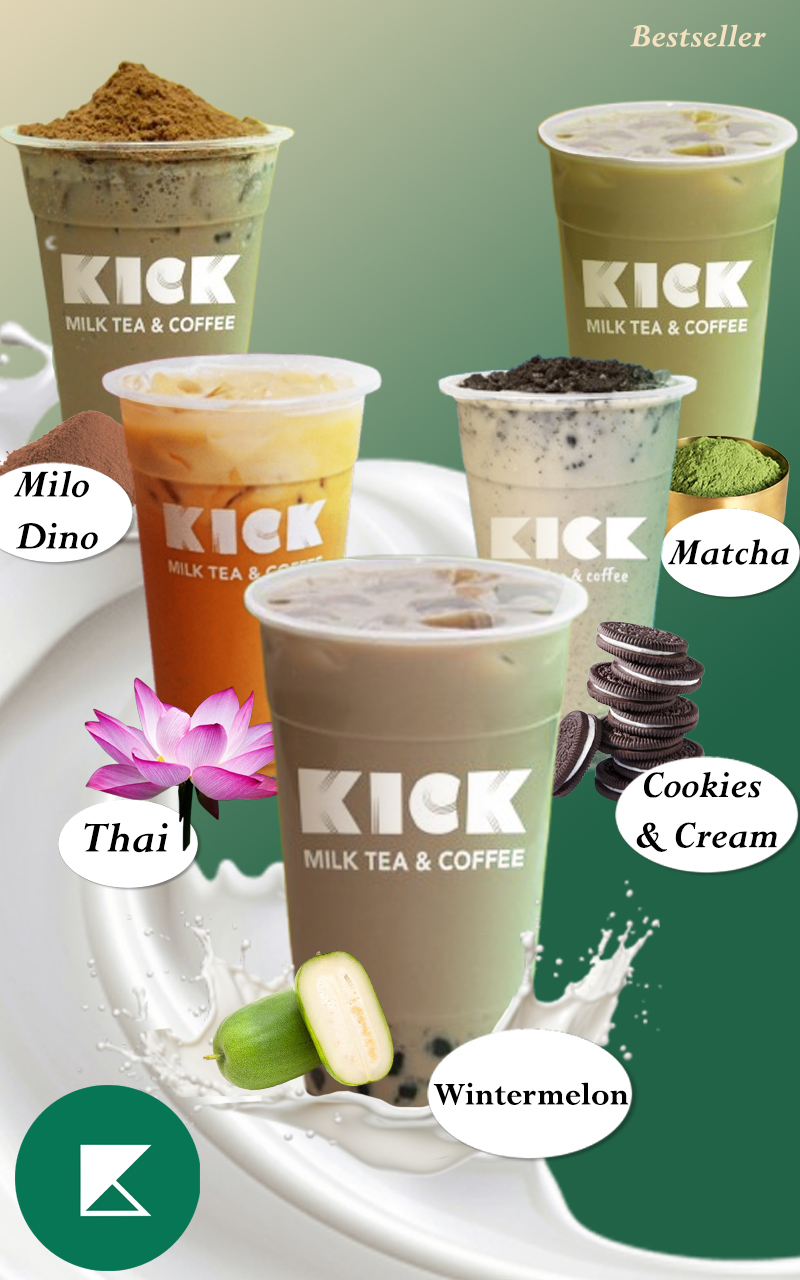 Bestseller
KICK
MILK TEA & COFFEE
KICK
MILK TEA & COFFEE
Milo
Dino
KICK
MILK TEA & COFFEE
KICK
& coffee
Matcha
KICK
MILK TEA & COFFEE
Thai
Cookies
& Cream
Wintermelon
K